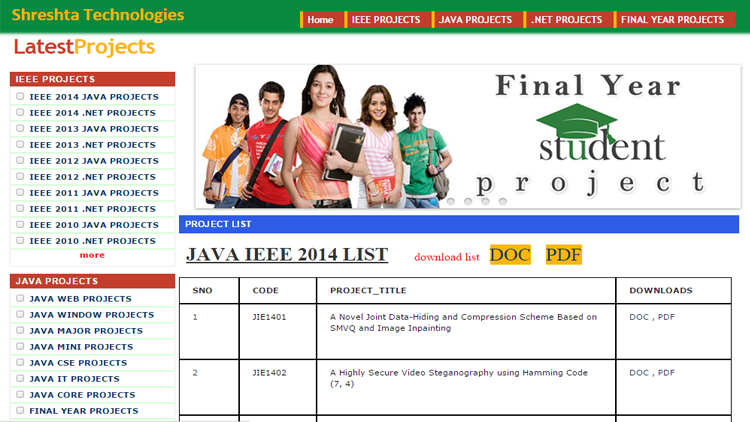 Shreshta Technologies
Home IEEE PROJECTS JAVA PROJECTS .NET PROJECTS FINAL YEAR PROJECTS
LatestProjects
IEEE PROJECTS
IEEE 2014 JAVA PROJECTS
IEEE 2014 .NET PROJECTS
IEEE 2013 JAVA PROJECTS
IEEE 2013 .NET PROJECTS
IEEE 2012 JAVA PROJECTS
IEEE 2012 .NET PROJECTS
IEEE 2011 JAVA PROJECTS
IEEE 2011 .NET PROJECTS
IEEE 2010 JAVA PROJECTS
IEEE 2010 .NET PROJECTS
more
JAVA PROJECTS
JAVA WEB PROJECTS
JAVA WINDOW PROJECTS
JAVA MAJOR PROJECTS
JAVA MINI PROJECTS
JAVA CSE PROJECTS
JAVA IT PROJECTS
JAVA CORE PROJECTS
FINAL YEAR PROJECTS
Final Year
student
project
PROJECT LIST
JAVA IEEE 2014 LIST download list DOC PDF
SNO CODE PROJECT_TITLE DOWNLOADS
1 JIE1401 A Novel Joint Data-Hiding and Compression Scheme Based on DOC , PDF
SMVQ and Image Inpainting
2 JIE1402 A Highly Secure Video Steganography using Hamming Code DOC , PDF
(7, 4)